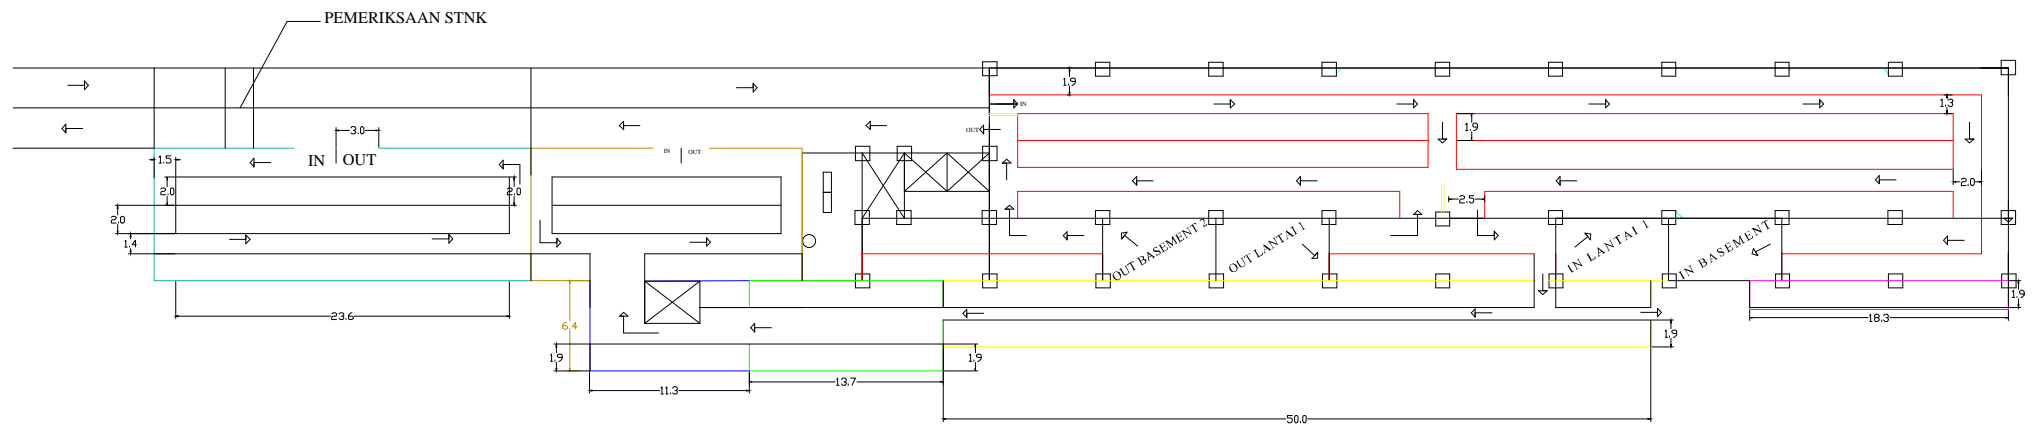 PEMERIKSAAN STNK
1.9
1.3
IN
OUT
3.0
1.9
1.5
IN OUT
IN OUT
2.0
2.0
2.0
2.5
2.0
1.4
OUT BASEMENT 2
OUT LANTAI 1
IN LANTAI 1
IN BASEMENT
1.9
23.6
6.4
18.3
1.9
1.9
1.9
11.3
13.7
50.0